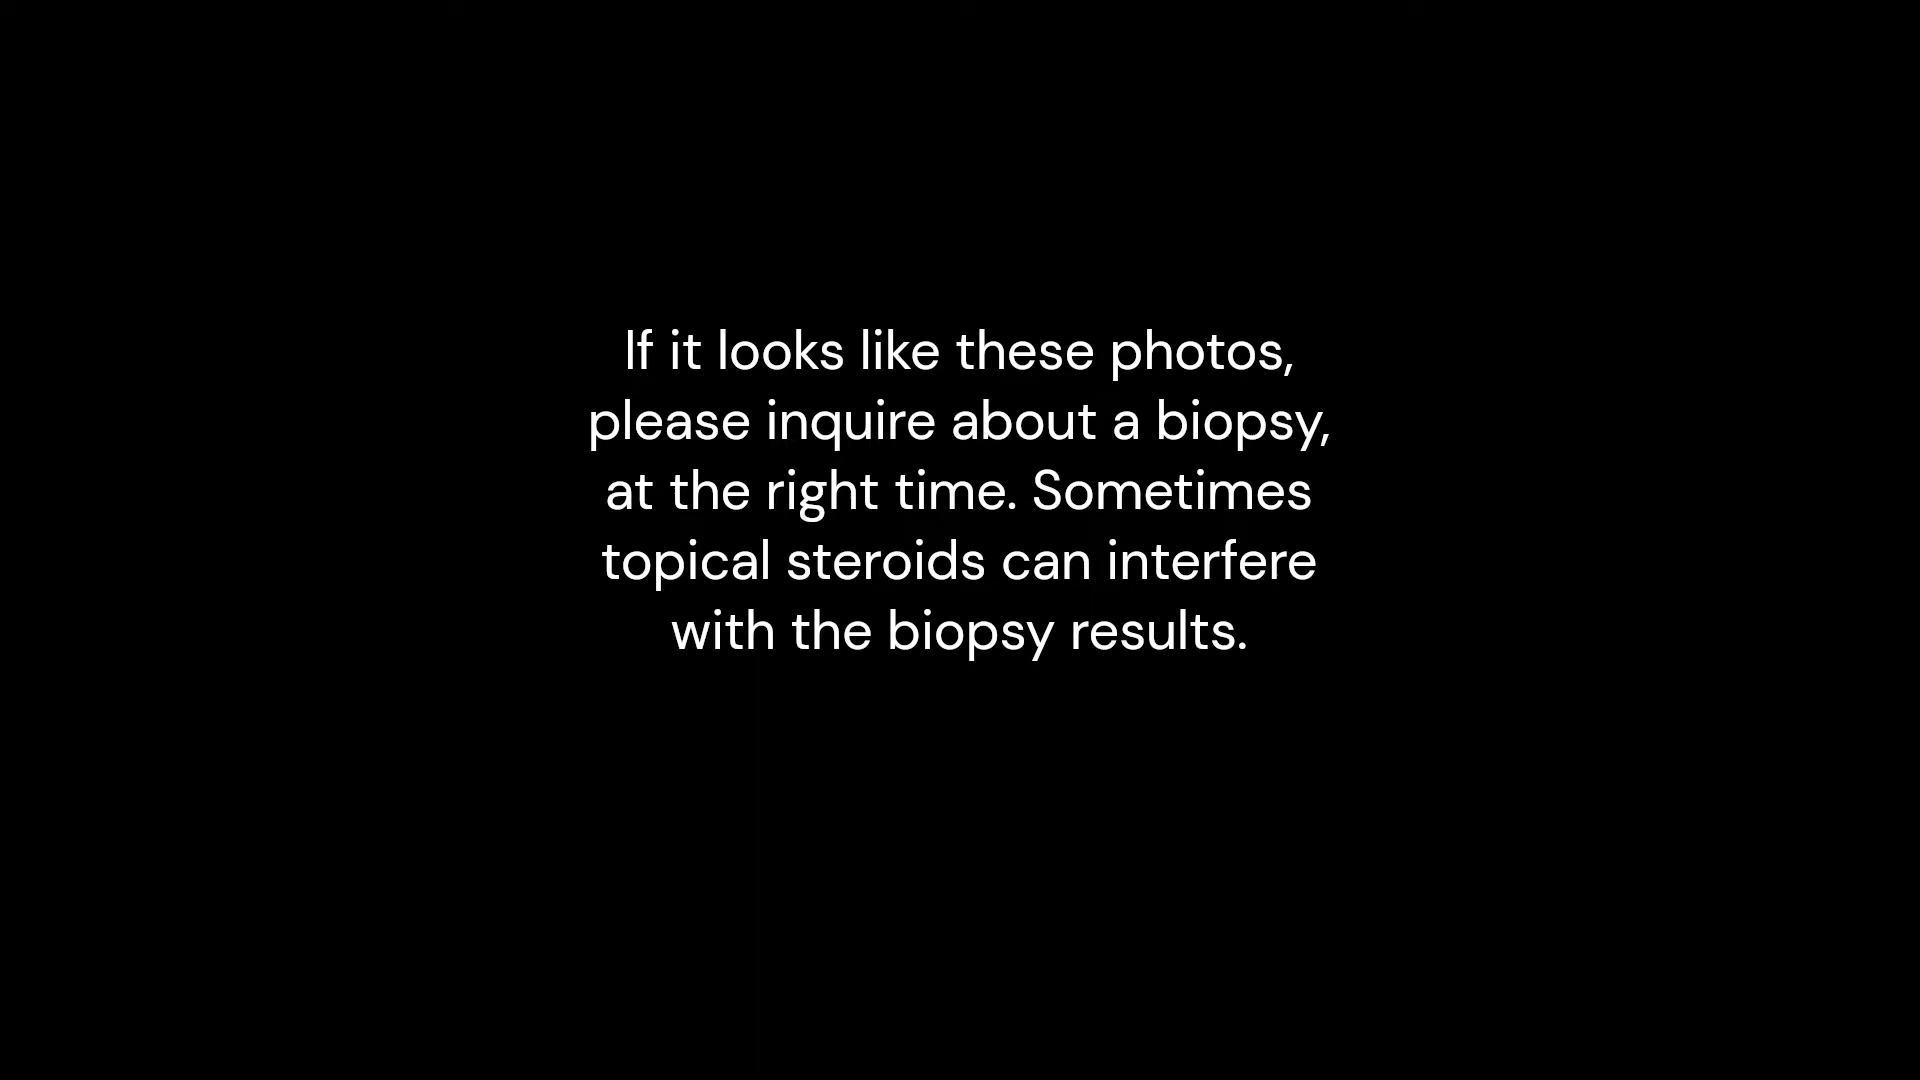 If it looks like these photos,
please inquire about a biopsy,
at the right time. Sometimes
topical steroids can interfere
with the biopsy results.